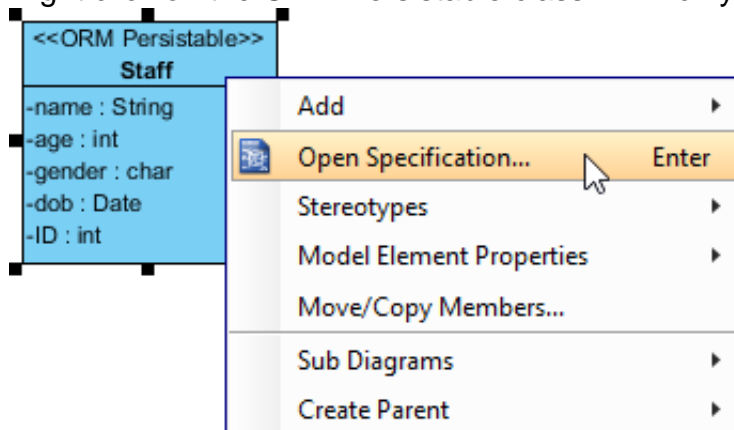 <<ORM Persistable>>
Staff
-name : String
-age : int
-gender : char
-dob : Date
-ID : int
Add
Open Specification... Enter
Stereotypes
Model Element Properties
Move/Copy Members...
Sub Diagrams
Create Parent